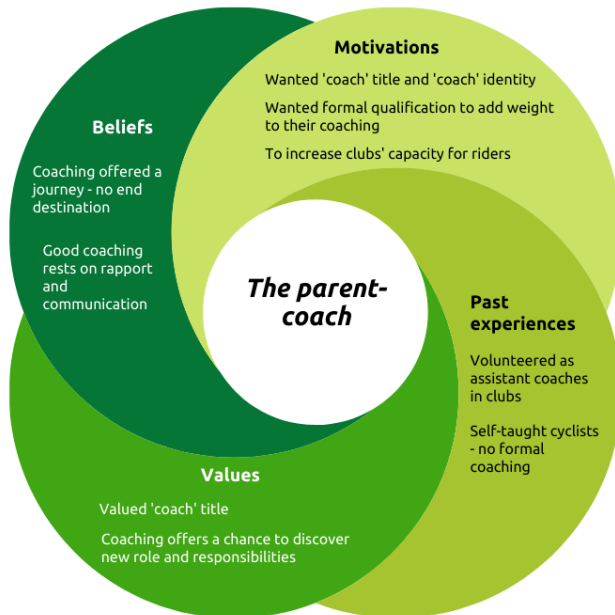 Motivations
Wanted 'coach' title and 'coach' identity
Wanted formal qualification to add weight
to their coaching
To increase clubs' capacity for riders
Beliefs
Coaching offered a
journey - no end
destination
Good coaching
rests on rapport
and
communication
The parent-
coach
Past
experiences
Volunteered as
assistant coaches
in clubs
Self-taught cyclists
- no formal
coaching
Values
Valued 'coach' title
Coaching offers a chance to discover
new role and responsibilities